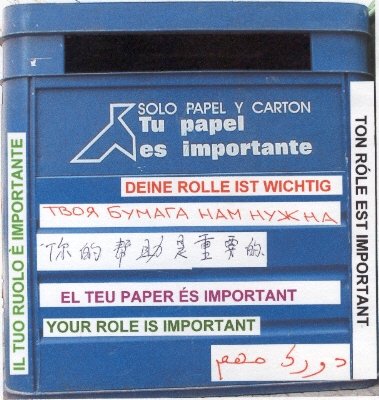 SOLO PAPEL Y CARTON
Tu papel
es importante
DEINE ROLLE IST WICHTIG
ТВОЯ БУМАГА НАМ НУЖНА
你的帮助是重要的
EL TEU PAPER ÉS IMPORTANT
YOUR ROLE IS IMPORTANT
دورك مهم
IL TUO RUOLO È IMPORTANTE
TON RÓLE EST IMPORTANT